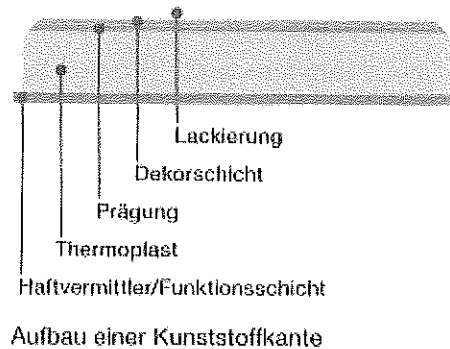 Lackierung
Dekorschicht
Prägung
Thermoplast
Haftvermittler/Funktionsschicht
Aufbau einer Kunststoffkante